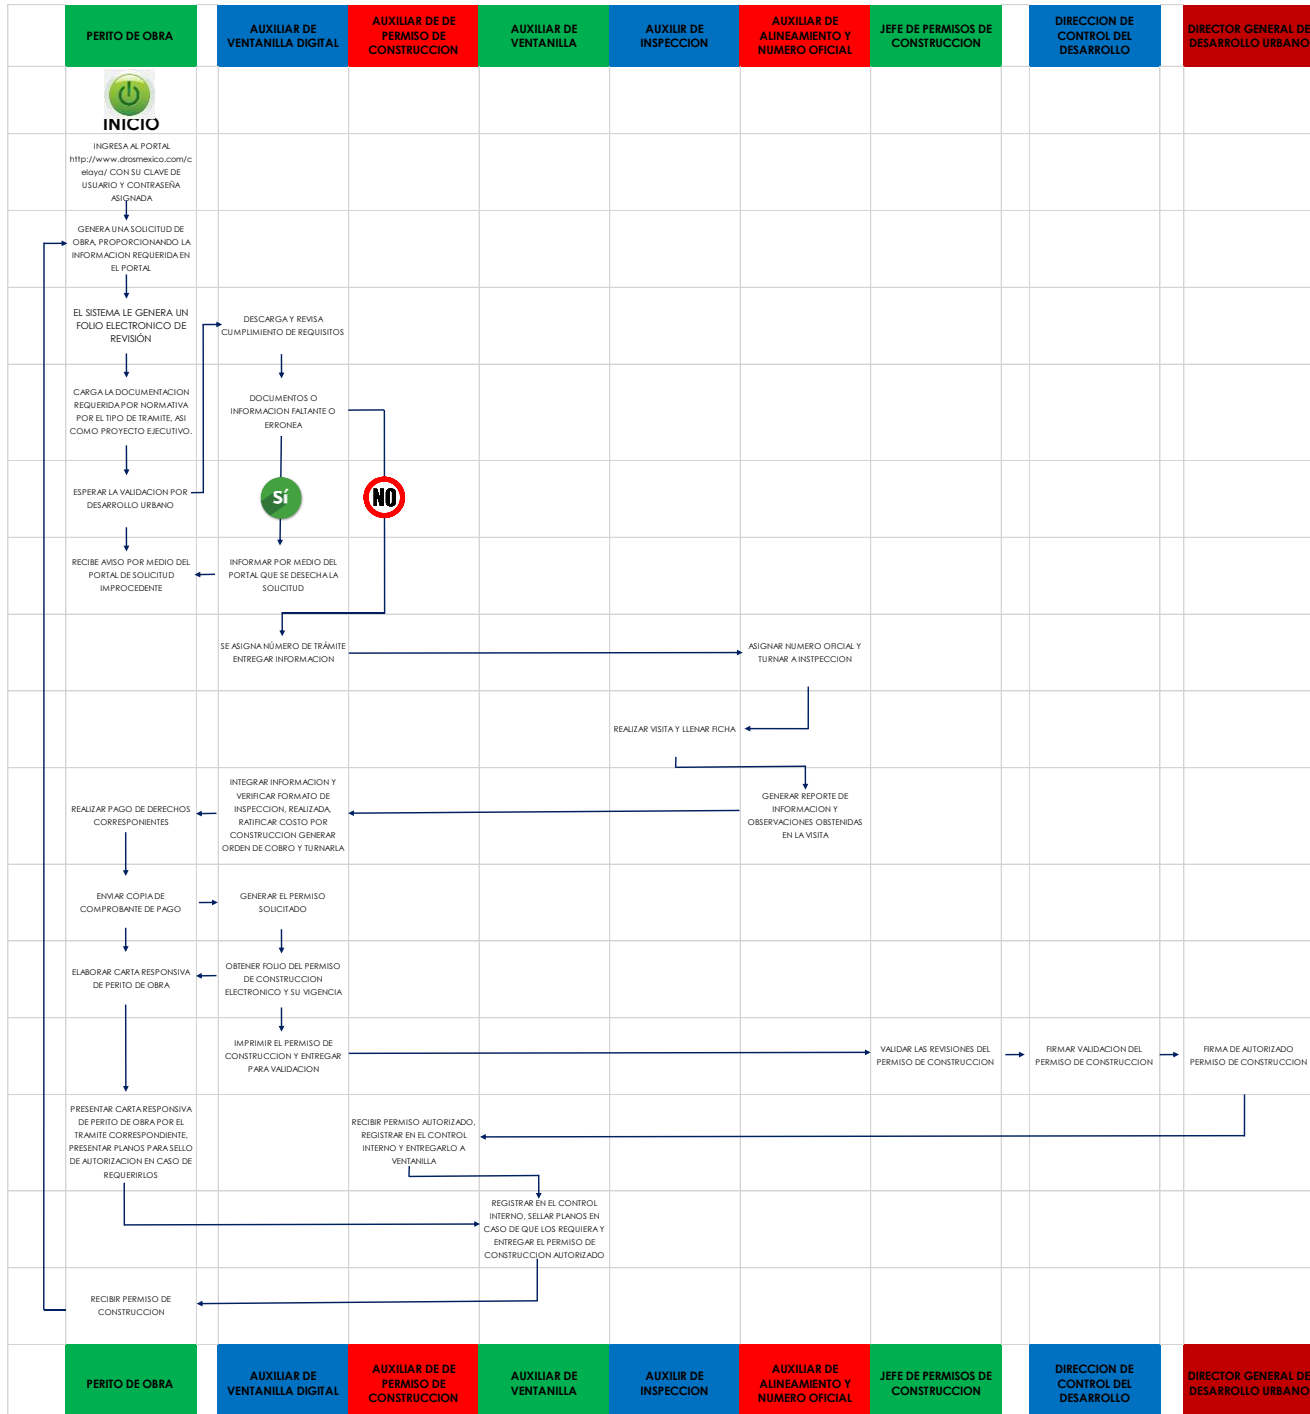 PERITO DE OBRA
AUXILIAR DE
VENTANILLA DIGITAL
AUXILIAR DE DE
PERMISO DE
CONSTRUCCION
AUXILIAR DE
VENTANILLA
AUXILIR DE
INSPECCION
AUXILIAR DE
ALINEAMIENTO Y
NUMERO OFICIAL
JEFE DE PERMISOS DE
CONSTRUCCION
DIRECCION DE
CONTROL DEL
DESARROLLO
DIRECTOR GENERAL DE
DESARROLLO URBANO
INICIO
INGRESA AL PORTAL
http://www.drosmexico.com/c
elaya/ CON SU CLAVE DE
USUARIO Y CONTRASEÑA
ASIGNADA
GENERA UNA SOLICITUD DE
OBRA, PROPORCIONANDO LA
INFORMACION REQUERIDA EN
EL PORTAL
EL SISTEMA LE GENERA UN
FOLIO ELECTRONICO DE
REVISIÓN
DESCARGA Y REVISA
CUMPLIMIENTO DE REQUISITOS
CARGA LA DOCUMENTACION
REQUERIDA POR NORMATIVA
POR EL TIPO DE TRAMITE, ASI
COMO PROYECTO EJECUTIVO.
DOCUMENTOS O
INFORMACION FALTANTE O
ERRONEA
ESPERAR LA VALIDACION POR
DESARROLLO URBANO
Sí
NO
RECIBE AVISO POR MEDIO DEL
PORTAL DE SOLICITUD
IMPROCEDENTE
INFORMAR POR MEDIO DEL
PORTAL QUE SE DESECHA LA
SOLICITUD
SE ASIGNA NÚMERO DE TRÁMITE
ENTREGAR INFORMACION
ASIGNAR NUMERO OFICIAL Y
TURNAR A INSTPECCION
REALIZAR VISITA Y LLENAR FICHA
REALIZAR PAGO DE DERECHOS
CORRESPONIENTES
INTEGRAR INFORMACION Y
VERIFICAR FORMATO DE
INSPECCION, REALIZADA,
RATIFICAR COSTO POR
CONSTRUCCION GENERAR
ORDEN DE COBRO Y TURNARLA
GENERAR REPORTE DE
INFORMACION Y
OBSERVACIONES OBSTENIDAS
EN LA VISITA
ENVIAR COPIA DE
COMPROBANTE DE PAGO
GENERAR EL PERMISO
SOLICITADO
ELABORAR CARTA RESPONSIVA
DE PERITO DE OBRA
OBTENER FOLIO DEL PERMISO
DE CONSTRUCCION
ELECTRONICO Y SU VIGENCIA
IMPRIMIR EL PERMISO DE
CONSTRUCCION Y ENTREGAR
PARA VALIDACION
VALIDAR LAS REVISIONES DEL
PERMISO DE CONSTRUCCION
FIRMAR VALIDACION DEL
PERMISO DE CONSTRUCCION
FIRMA DE AUTORIZADO
PERMISO DE CONSTRUCCION
PRESENTAR CARTA RESPONSIVA
DE PERITO DE OBRA POR EL
TRAMITE CORRESPONDIENTE,
PRESENTAR PLANOS PARA SELLO
DE AUTORIZACION EN CASO DE
REQUERIRLOS
RECIBIR PERMISO AUTORIZADO,
REGISTRAR EN EL CONTROL
INTERNO Y ENTREGARLO A
VENTANILLA
REGISTRAR EN EL CONTROL
INTERNO, SELLAR PLANOS EN
CASO DE QUE LOS REQUIERA Y
ENTREGAR EL PERMISO DE
CONSTRUCCION AUTORIZADO
RECIBIR PERMISO DE
CONSTRUCCION
PERITO DE OBRA
AUXILIAR DE
VENTANILLA DIGITAL
AUXILIAR DE DE
PERMISO DE
CONSTRUCCION
AUXILIAR DE
VENTANILLA
AUXILIR DE
INSPECCION
AUXILIAR DE
ALINEAMIENTO Y
NUMERO OFICIAL
JEFE DE PERMISOS DE
CONSTRUCCION
DIRECCION DE
CONTROL DEL
DESARROLLO
DIRECTOR GENERAL DE
DESARROLLO URBANO